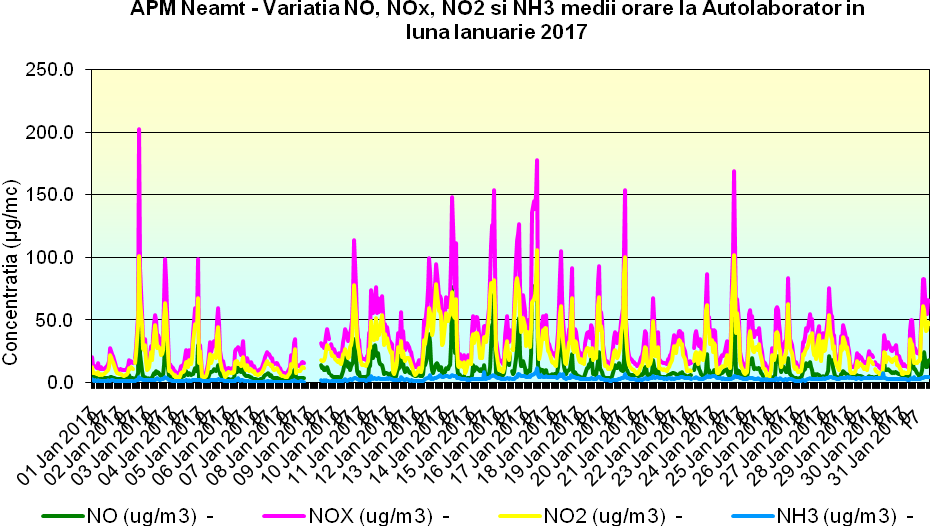 APM Neamt - Variatia NO, NOx, NO2 si NH3 medii orare la Autolaborator in
luna Ianuarie 2017
250.0
200.0
150.0
100.0
50.0
0.0
Concentratia (µg/mc)
01 Jan 2017
02 Jan 2017
03 Jan 2017
04 Jan 2017
05 Jan 2017
06 Jan 2017
07 Jan 2017
08 Jan 2017
09 Jan 2017
10 Jan 2017
11 Jan 2017
12 Jan 2017
13 Jan 2017
14 Jan 2017
15 Jan 2017
16 Jan 2017
17 Jan 2017
18 Jan 2017
19 Jan 2017
20 Jan 2017
21 Jan 2017
22 Jan 2017
23 Jan 2017
24 Jan 2017
25 Jan 2017
26 Jan 2017
27 Jan 2017
28 Jan 2017
29 Jan 2017
30 Jan 2017
31 Jan 2017
NO (ug/m3) -
NOX (ug/m3) -
NO2 (ug/m3) -
NH3 (ug/m3) -